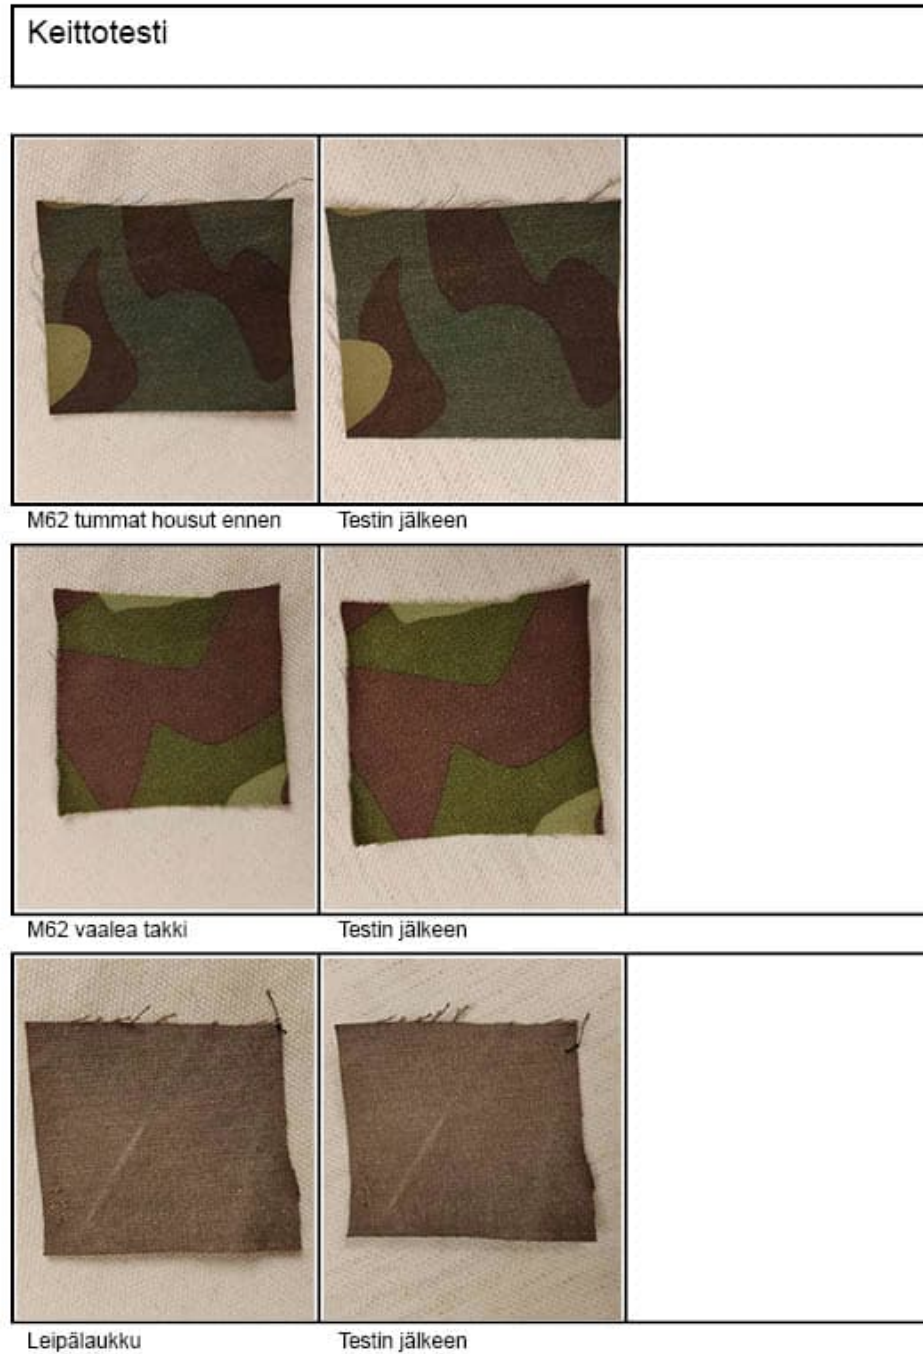 Keittotesti
M62 tummat housut ennen
Testin jälkeen
M62 vaalea takki
Testin jälkeen
Leipälaukku
Testin jälkeen